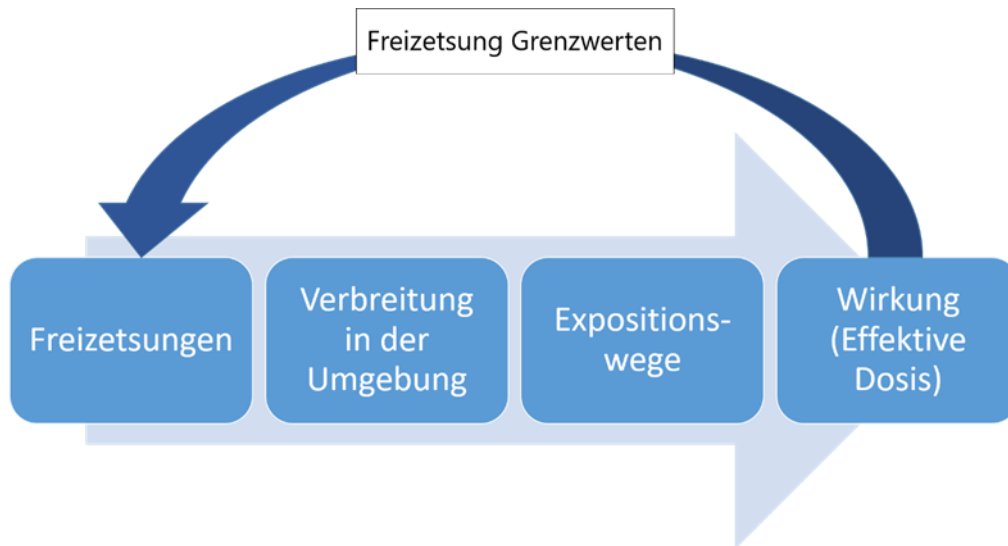 Freizetsung Grenzwerten
Freizetsungen
Verbreitung
in der
Umgebung
Expositions-
wege
Wirkung
(Effektive
Dosis)